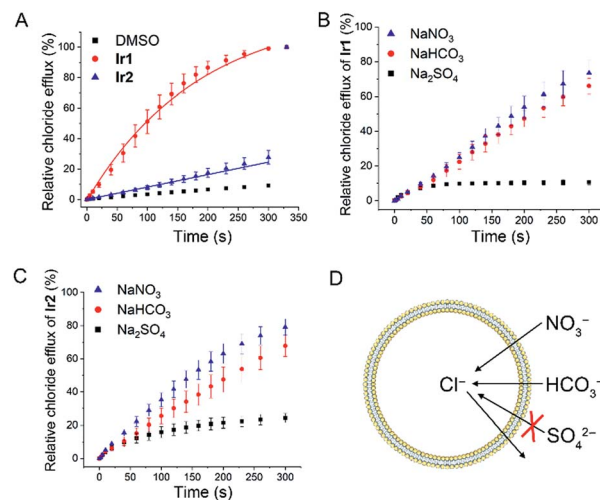 A
DMSO
Ir1
Ir2
Relative chloride efflux (%)
100
80
60
40
20
0
0 50 100 150 200 250 300
Time (s)
B
NaNO₃
NaHCO₃
Na₂SO₄
Relative chloride efflux of Ir1 (%)
100
80
60
40
20
0
0 50 100 150 200 250 300
Time (s)
C
NaNO₃
NaHCO₃
Na₂SO₄
Relative chloride efflux of Ir2 (%)
100
80
60
40
20
0
0 50 100 150 200 250 300
Time (s)
D
NO₃⁻
Cl⁻
HCO₃⁻
SO₄²⁻